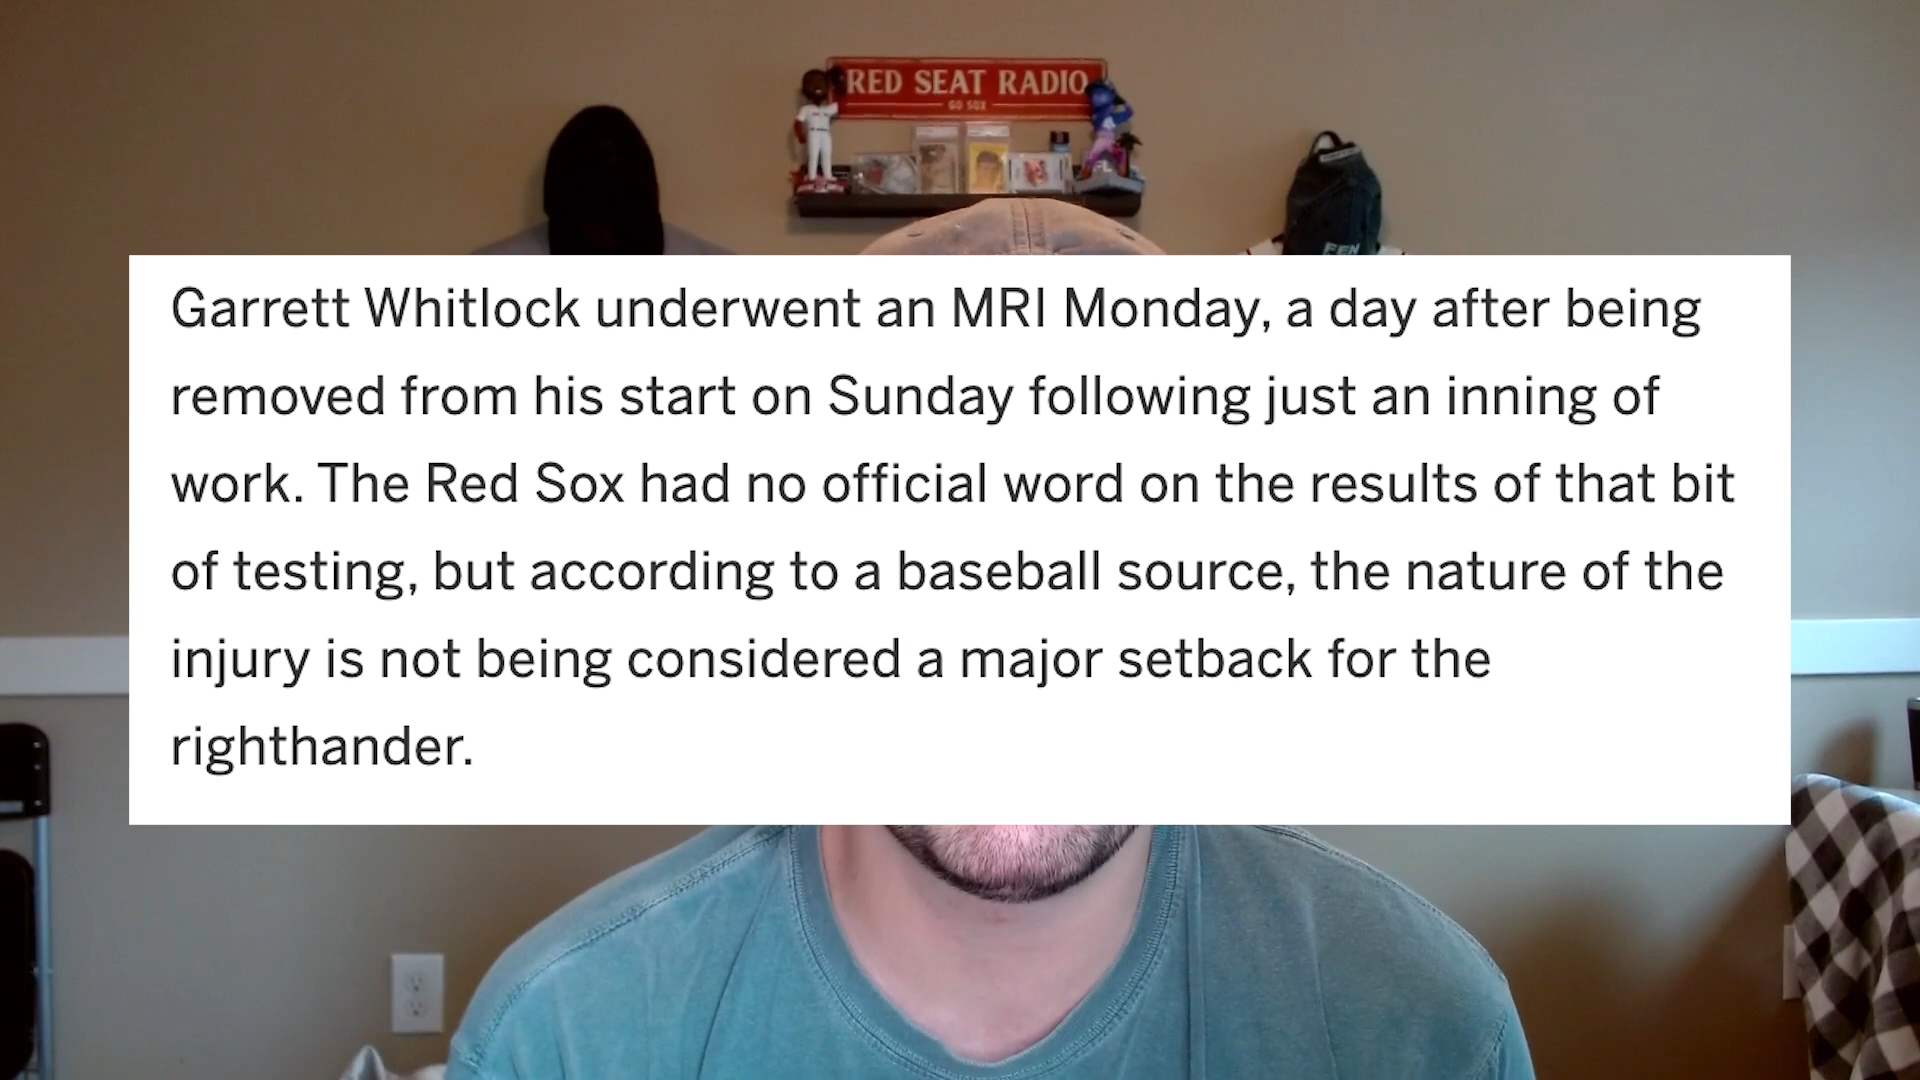 RED SEAT RADIO
GO SOX
FEN
Garrett Whitlock underwent an MRI Monday, a day after being
removed from his start on Sunday following just an inning of
work. The Red Sox had no official word on the results of that bit
of testing, but according to a baseball source, the nature of the
injury is not being considered a major setback for the
righthander.